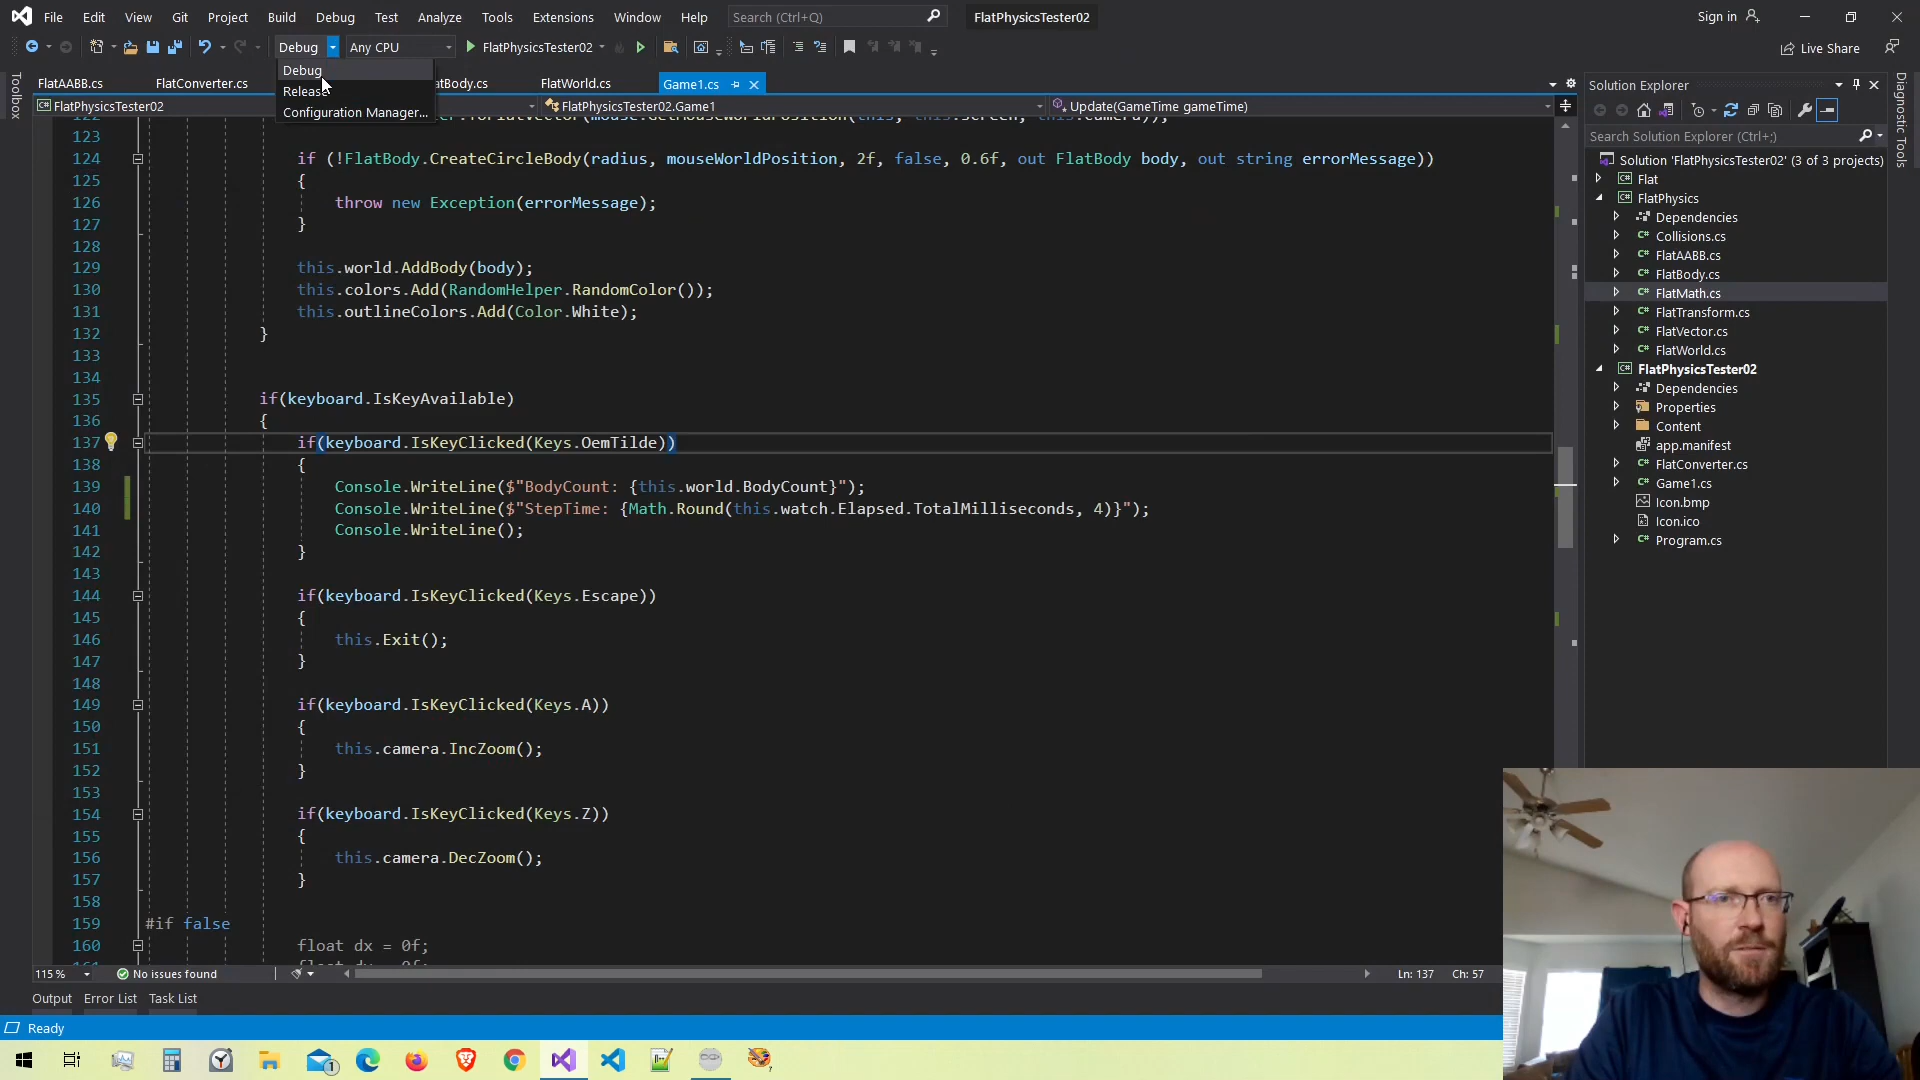 File Edit View Git Project Build Debug Test Analyze Tools Extensions Window Help Search (Ctrl+Q) FlatPhysicsTester02 Sign in
Debug Any CPU FlatPhysicsTester02 Live Share
Debug
Release
Configuration Manager...
FlatAABB.cs FlatConverter.cs atBody.cs FlatWorld.cs Game1.cs
FlatPhysicsTester02 FlatPhysicsTester02.Game1 Update(GameTime gameTime)
Toolbox
123
124 if (!FlatBody.CreateCircleBody(radius, mouseWorldPosition, 2f, false, 0.6f, out FlatBody body, out string errorMessage))
125 {
126 throw new Exception(errorMessage);
127 }
128
129 this.world.AddBody(body);
130 this.colors.Add(RandomHelper.RandomColor());
131 this.outlineColors.Add(Color.White);
132 }
133
134
135 if(keyboard.IsKeyAvailable)
136 {
137 if(keyboard.IsKeyClicked(Keys.OemTilde))
138 {
139 Console.WriteLine($"BodyCount: {this.world.BodyCount}");
140 Console.WriteLine($"StepTime: {Math.Round(this.watch.Elapsed.TotalMilliseconds, 4)}");
141 Console.WriteLine();
142 }
143
144 if(keyboard.IsKeyClicked(Keys.Escape))
145 {
146 this.Exit();
147 }
148
149 if(keyboard.IsKeyClicked(Keys.A))
150 {
151 this.camera.IncZoom();
152 }
153
154 if(keyboard.IsKeyClicked(Keys.Z))
155 {
156 this.camera.DecZoom();
157 }
158
159 #if false
160 float dx = 0f;
115 % No issues found Ln: 137 Ch: 57
Output Error List Task List
Ready
Solution Explorer
Search Solution Explorer (Ctrl+;)
Solution 'FlatPhysicsTester02' (3 of 3 projects)
Flat
FlatPhysics
Dependencies
Collisions.cs
FlatAABB.cs
FlatBody.cs
FlatMath.cs
FlatTransform.cs
FlatVector.cs
FlatWorld.cs
FlatPhysicsTester02
Dependencies
Properties
Content
app.manifest
FlatConverter.cs
Game1.cs
Icon.bmp
Icon.ico
Program.cs
Diagnostic Tools